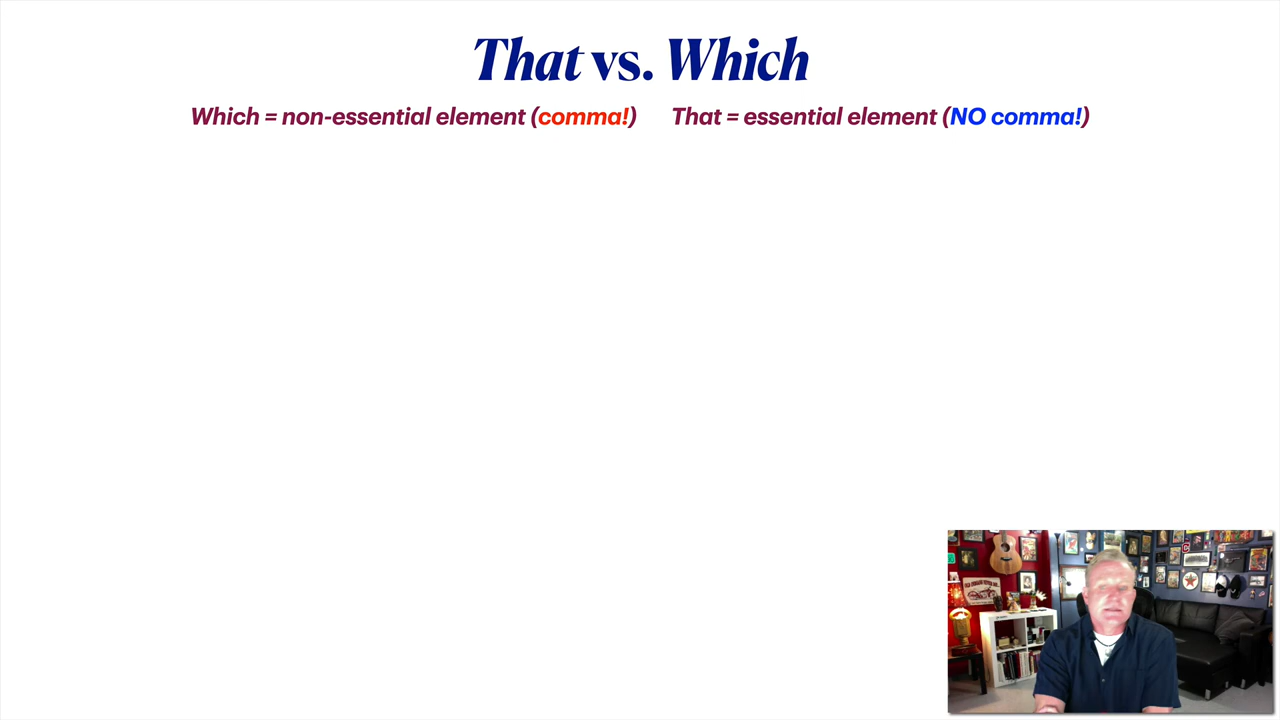 That vs. Which
Which = non-essential element (comma!) That = essential element (NO comma!)